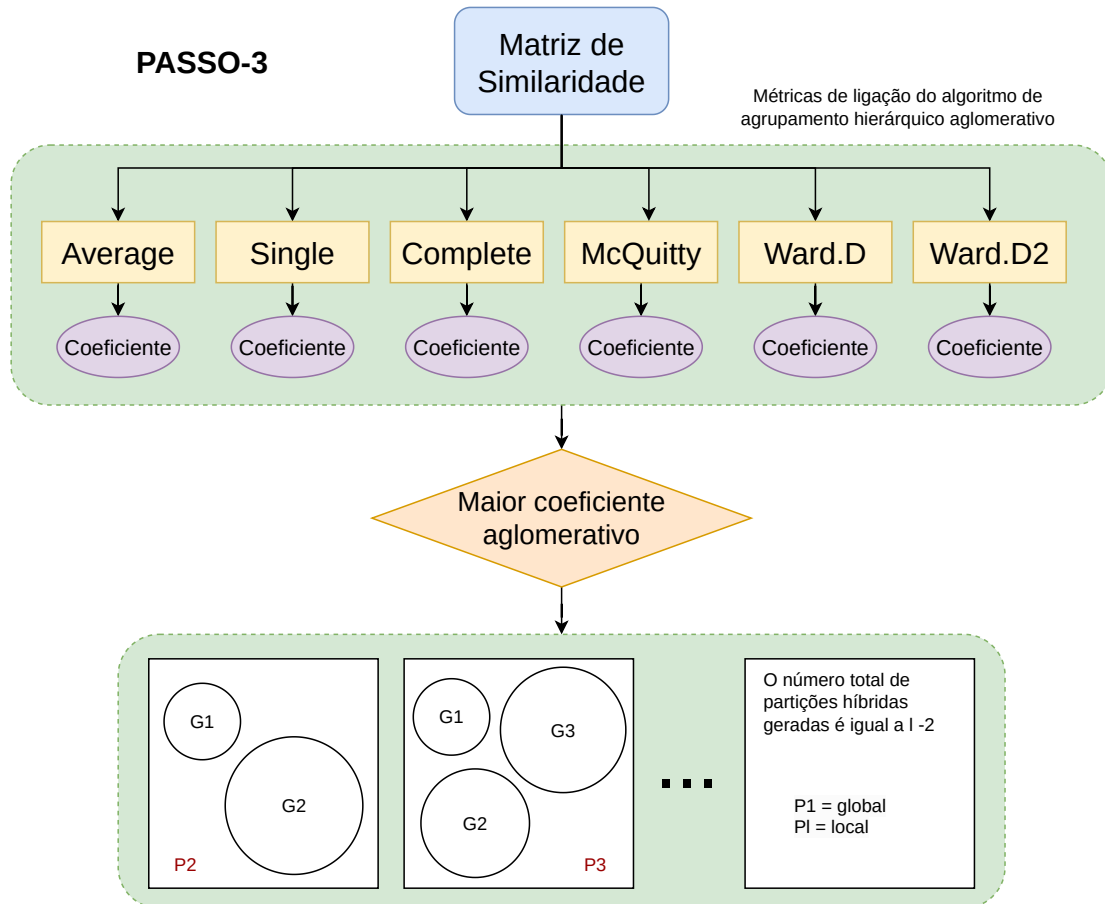 PASSO-3
Matriz de
Similaridade
Métricas de ligação do algoritmo de
agrupamento hierárquico aglomerativo
Average
Single
Complete
McQuitty
Ward.D
Ward.D2
Coeficiente
Coeficiente
Coeficiente
Coeficiente
Coeficiente
Coeficiente
Maior coeficiente
aglomerativo
G1
G2
P2
G1
G3
G2
P3
...
O número total de
partições híbridas
geradas é igual a l -2
P1 = global
Pl = local